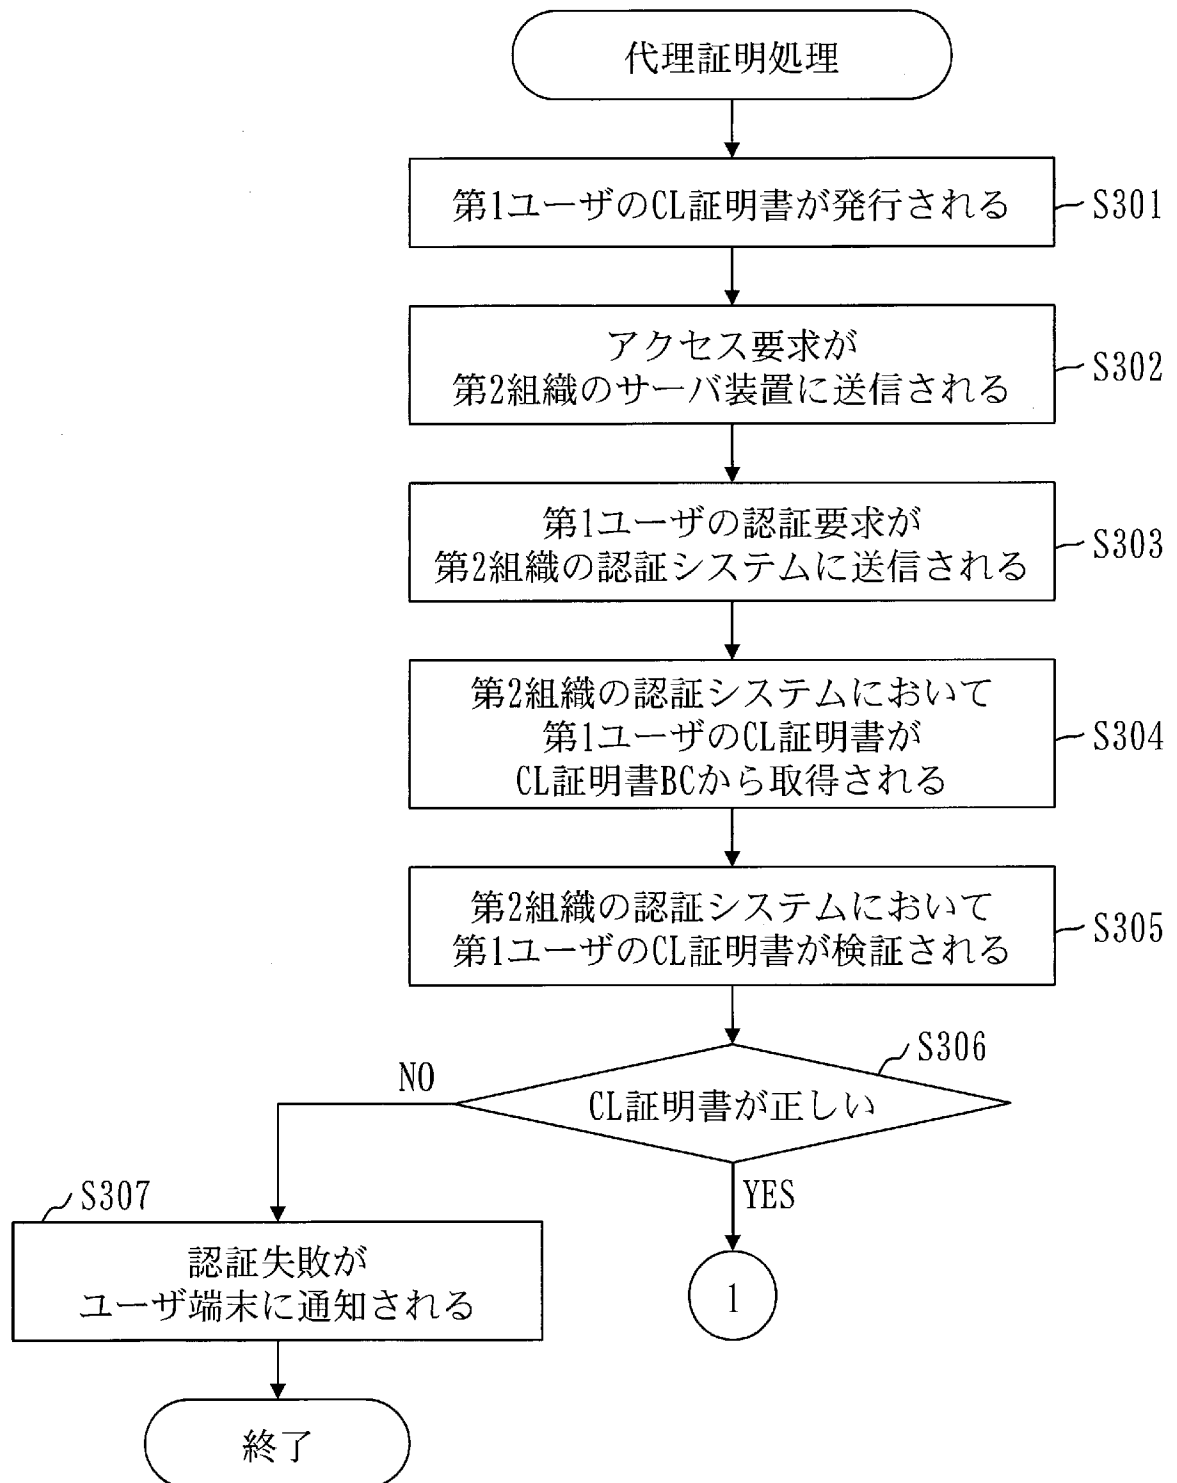 代理証明処理
第1ユーザのCL証明書が発行される
S301
アクセス要求が
第2組織のサーバ装置に送信される
S302
第1ユーザの認証要求が
第2組織の認証システムに送信される
S303
第2組織の認証システムにおいて
第1ユーザのCL証明書が
CL証明書BCから取得される
S304
第2組織の認証システムにおいて
第1ユーザのCL証明書が検証される
S305
S306
CL証明書が正しい
NO
YES
S307
認証失敗が
ユーザ端末に通知される
1
終了